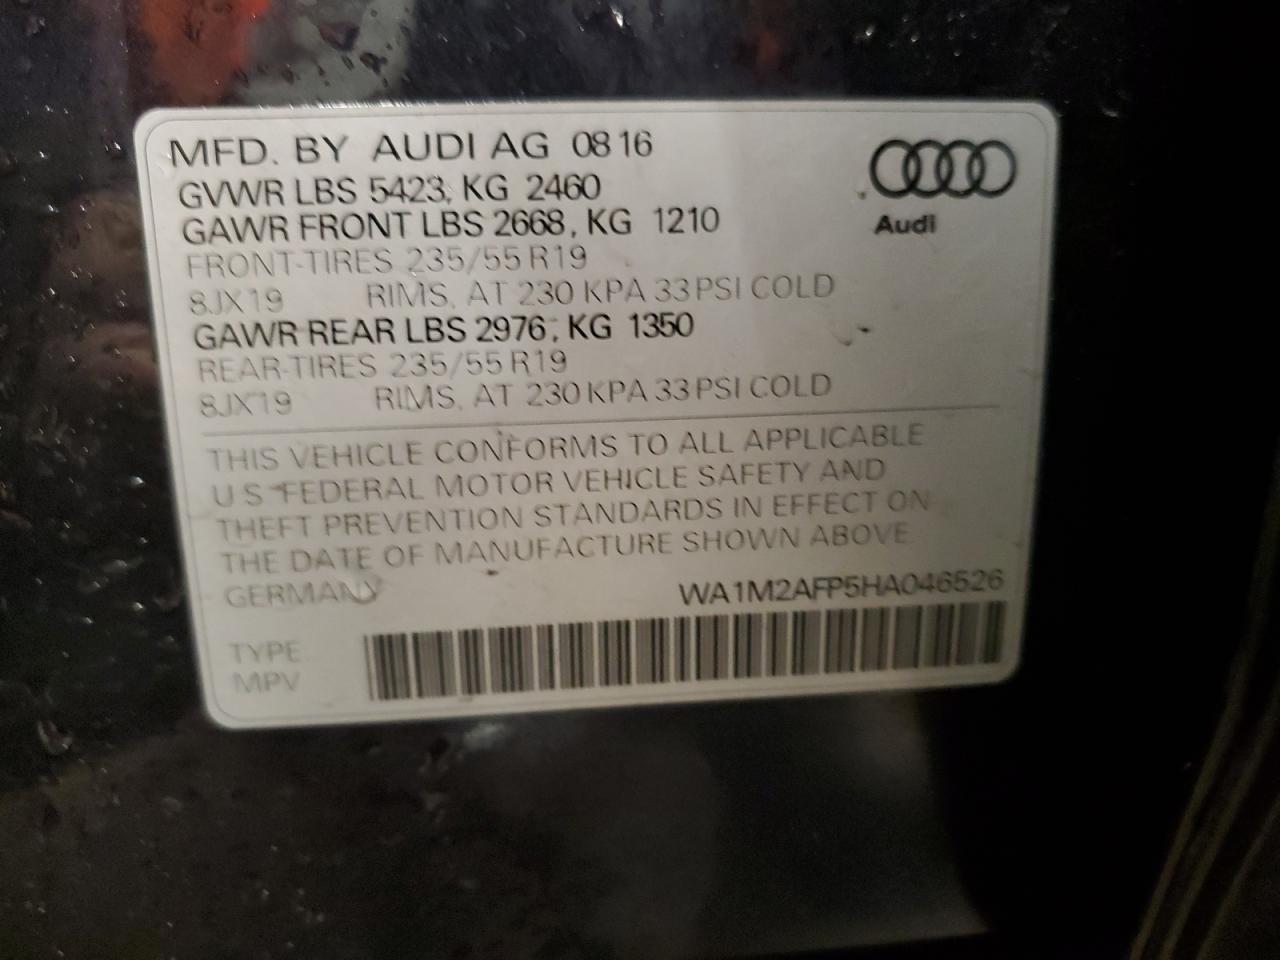 MFD. BY AUDI AG 08 16
GVWR LBS 5423, KG 2460
GAWR FRONT LBS 2668, KG 1210
FRONT-TIRES 235/55 R19
8JX19 RIMS, AT 230 KPA 33 PSI COLD
GAWR REAR LBS 2976, KG 1350
REAR-TIRES 235/55 R19
8JX19 RIMS, AT 230 KPA 33 PSI COLD
Audi
THIS VEHICLE CONFORMS TO ALL APPLICABLE
U S FEDERAL MOTOR VEHICLE SAFETY AND
THEFT PREVENTION STANDARDS IN EFFECT ON
THE DATE OF MANUFACTURE SHOWN ABOVE
GERMANY WA1M2AFP5HA046526
TYPE
MPV